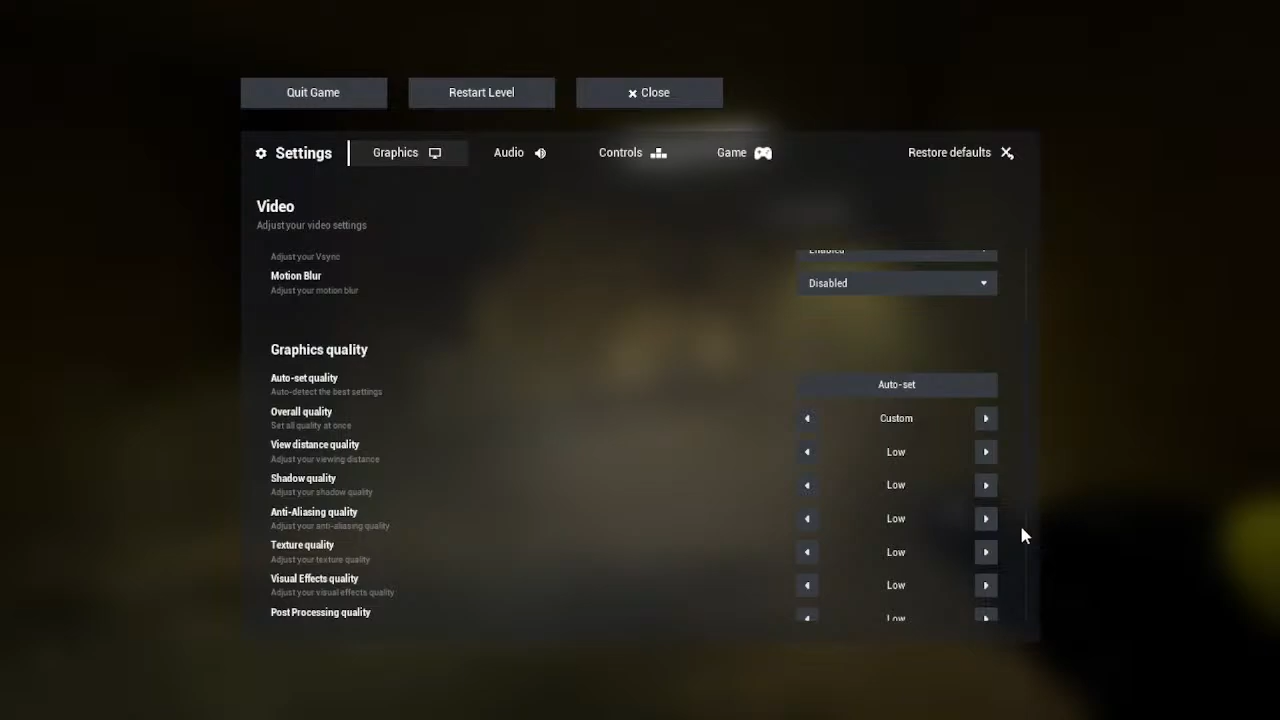 Quit Game
Restart Level
Close
Settings
Graphics
Audio
Controls
Game
Restore defaults
Video
Adjust your video settings
Adjust your Vsync
Enabled
Motion Blur
Adjust your motion blur
Disabled
Graphics quality
Auto-set quality
Auto-detect the best settings
Auto-set
Overall quality
Set all quality at once
Custom
View distance quality
Adjust your viewing distance
Low
Shadow quality
Adjust your shadow quality
Low
Anti-Aliasing quality
Adjust your anti-aliasing quality
Low
Texture quality
Adjust your texture quality
Low
Visual Effects quality
Adjust your visual effects quality
Low
Post Processing quality
Low